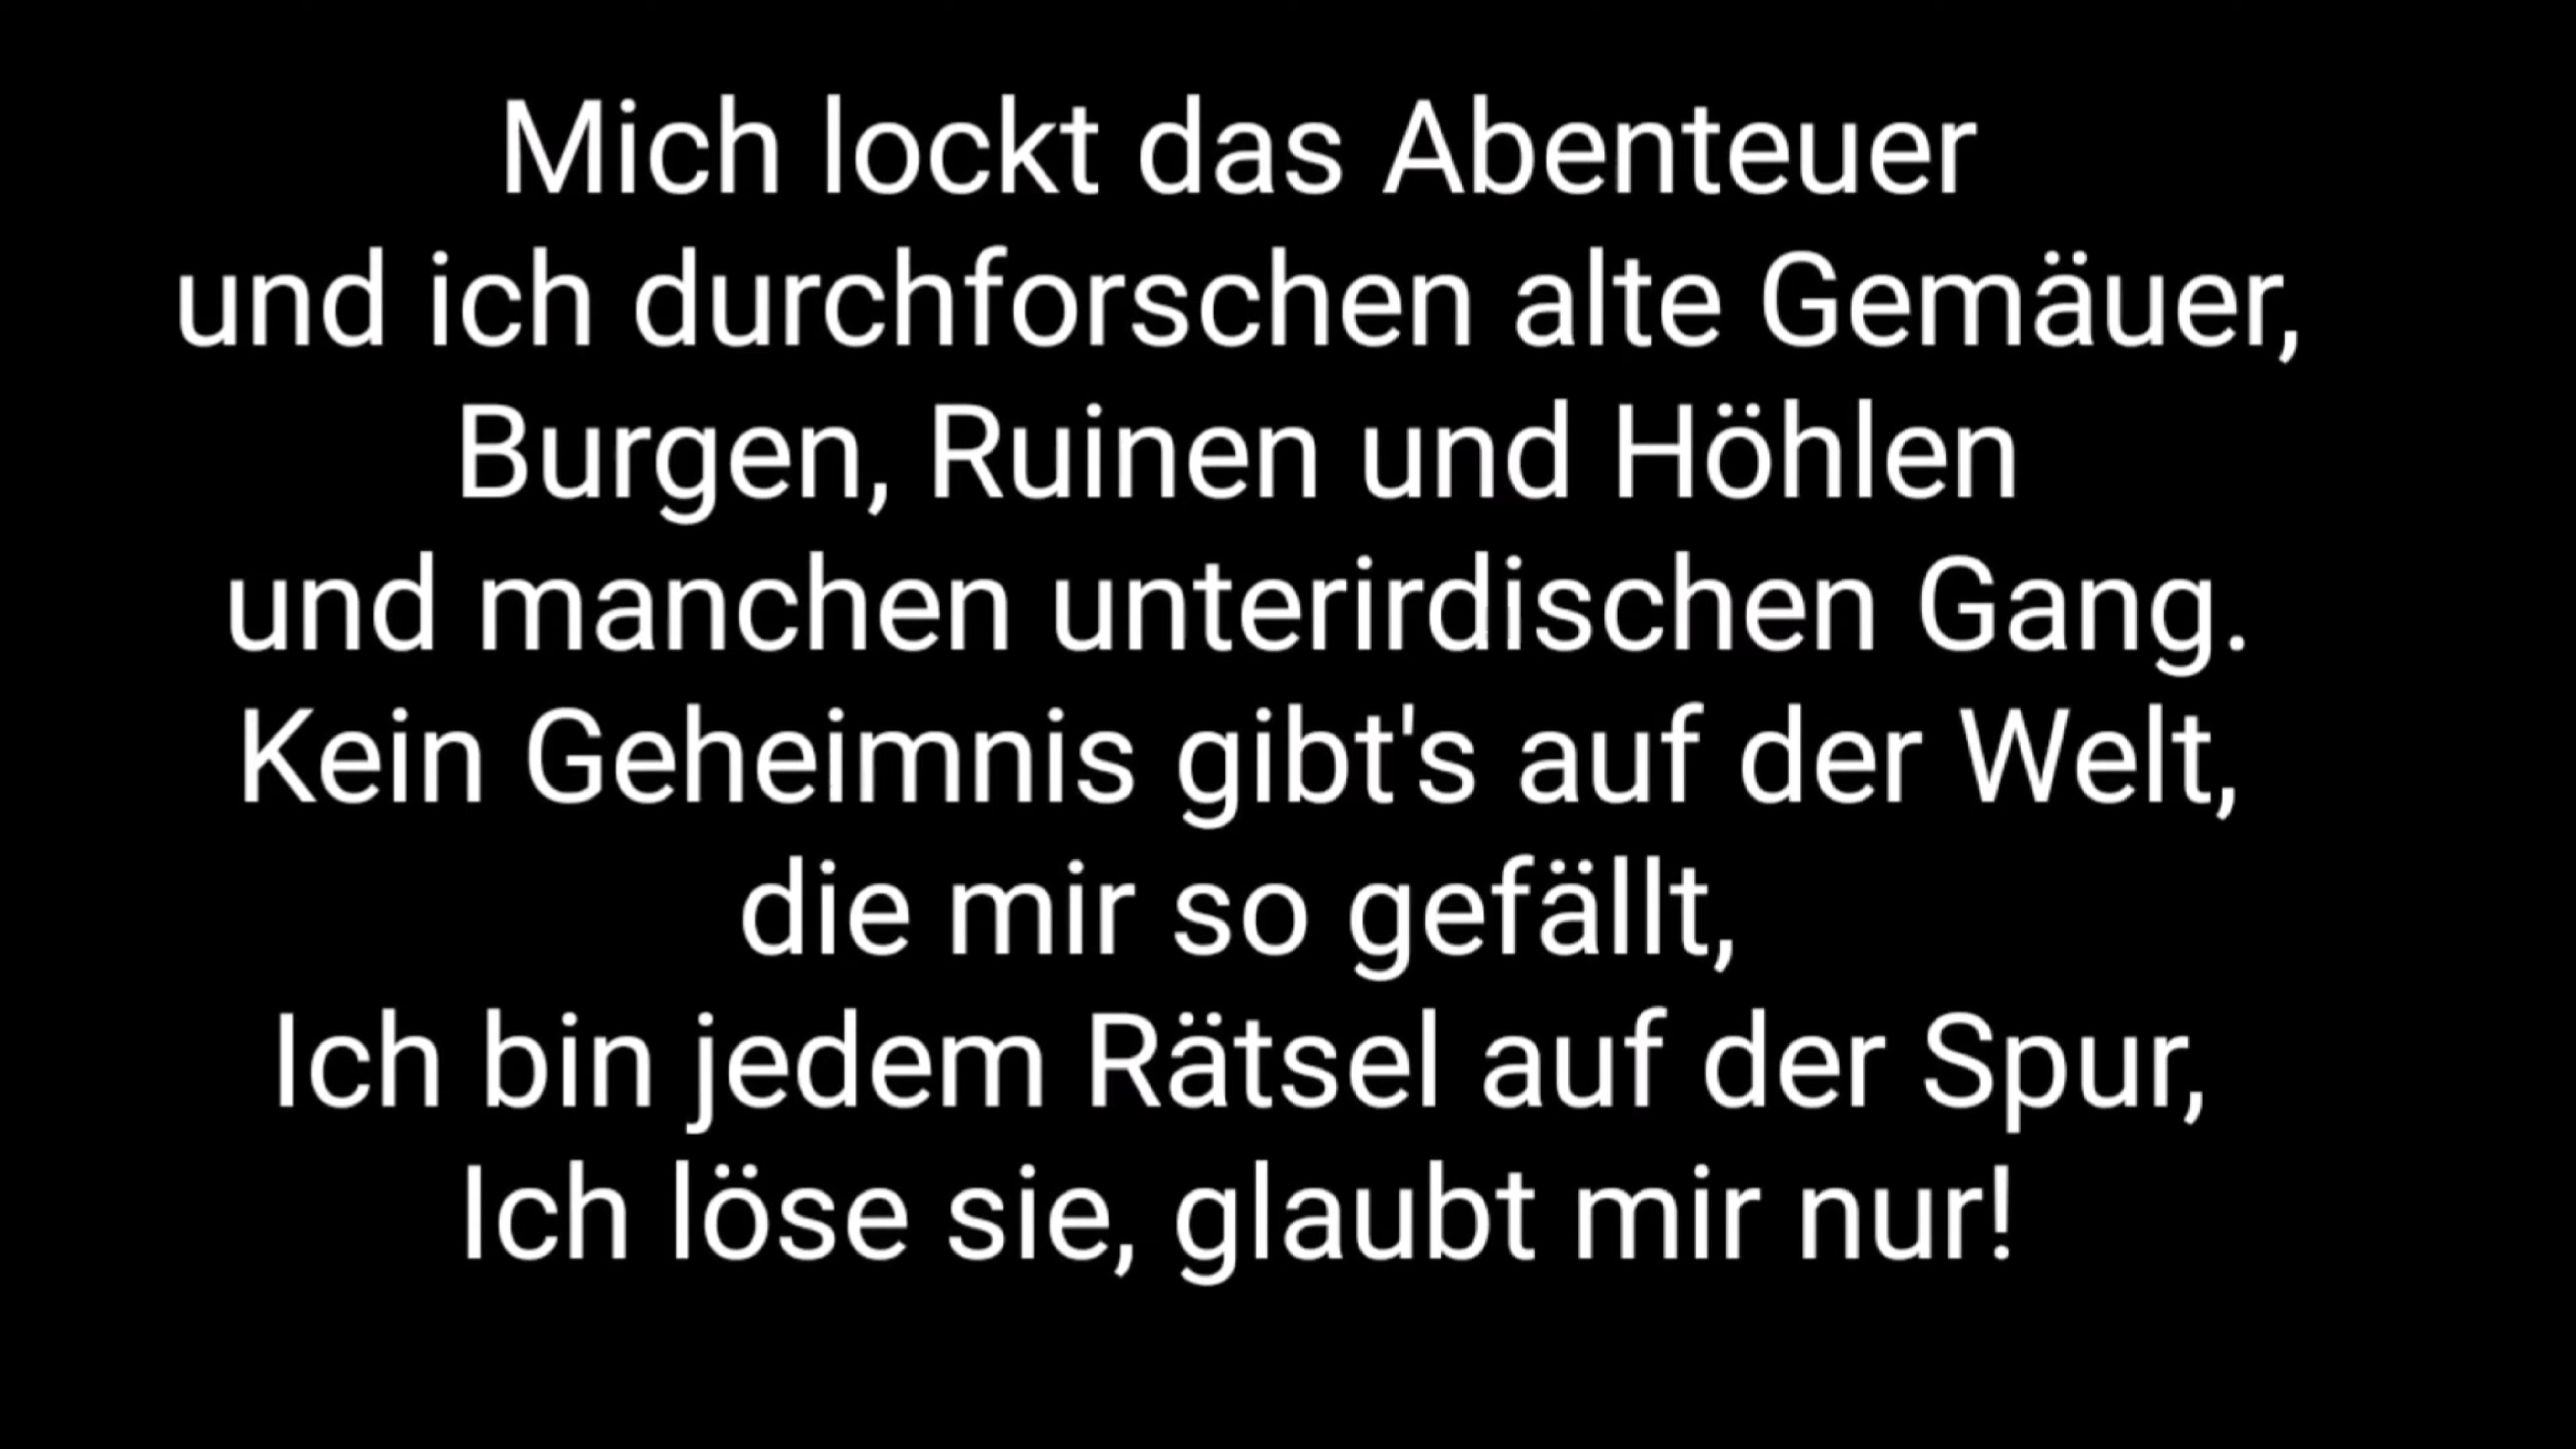 Mich lockt das Abenteuer
und ich durchforschen alte Gemäuer,
Burgen, Ruinen und Höhlen
und manchen unterirdischen Gang.
Kein Geheimnis gibt's auf der Welt,
die mir so gefällt,
Ich bin jedem Rätsel auf der Spur,
Ich löse sie, glaubt mir nur!